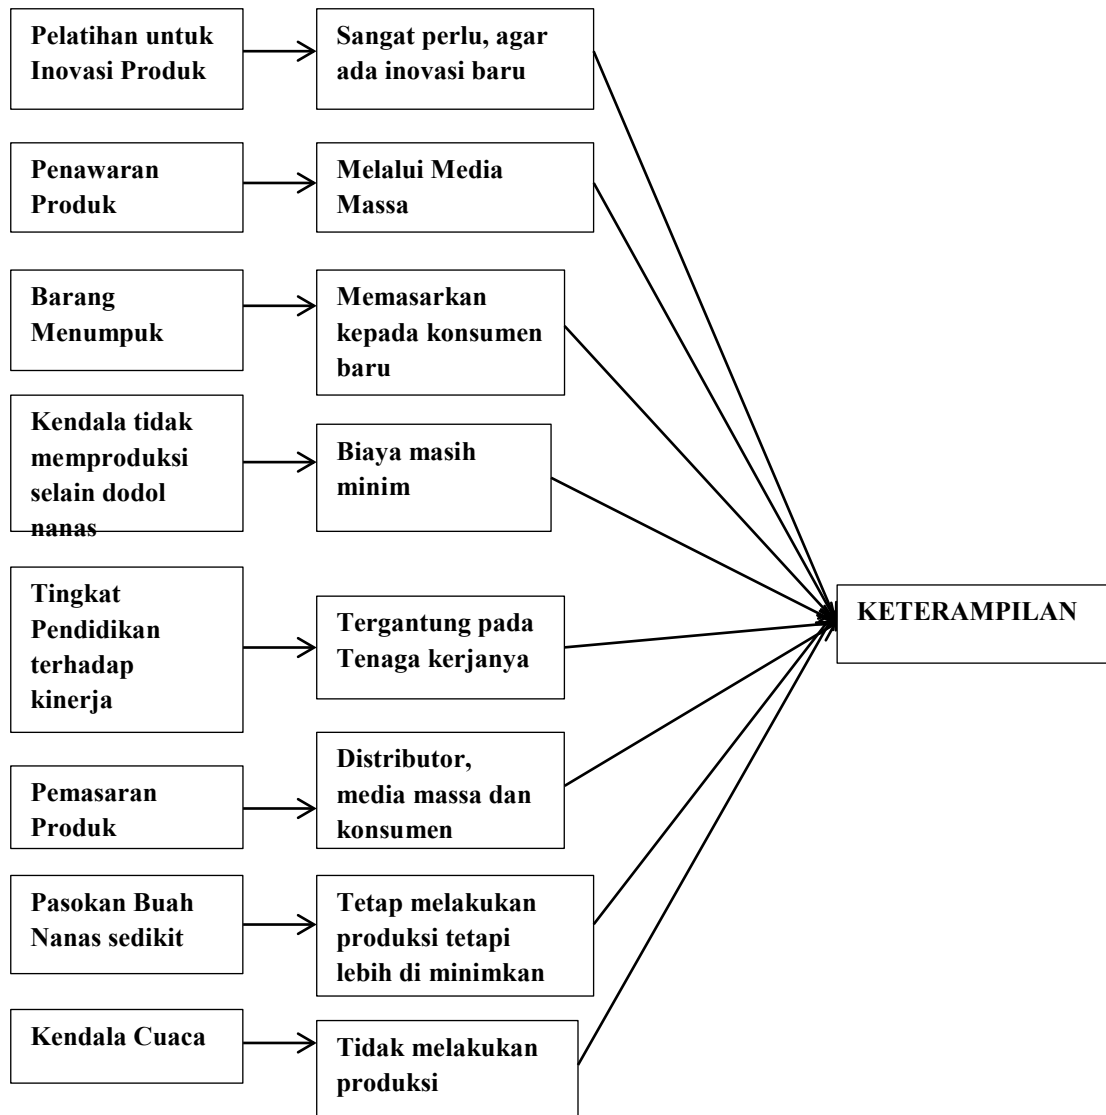 Pelatihan untuk
Inovasi Produk
Sangat perlu, agar
ada inovasi baru
Penawaran
Produk
Melalui Media
Massa
Barang
Menumpuk
Memasarkan
kepada konsumen
baru
Kendala tidak
memproduksi
selain dodol
nanas
Biaya masih
minim
Tingkat
Pendidikan
terhadap
kinerja
Tergantung pada
Tenaga kerjanya
Pemasaran
Produk
Distributor,
media massa dan
konsumen
Pasokan Buah
Nanas sedikit
Tetap melakukan
produksi tetapi
lebih di minimkan
Kendala Cuaca
Tidak melakukan
produksi
KETERAMPILAN